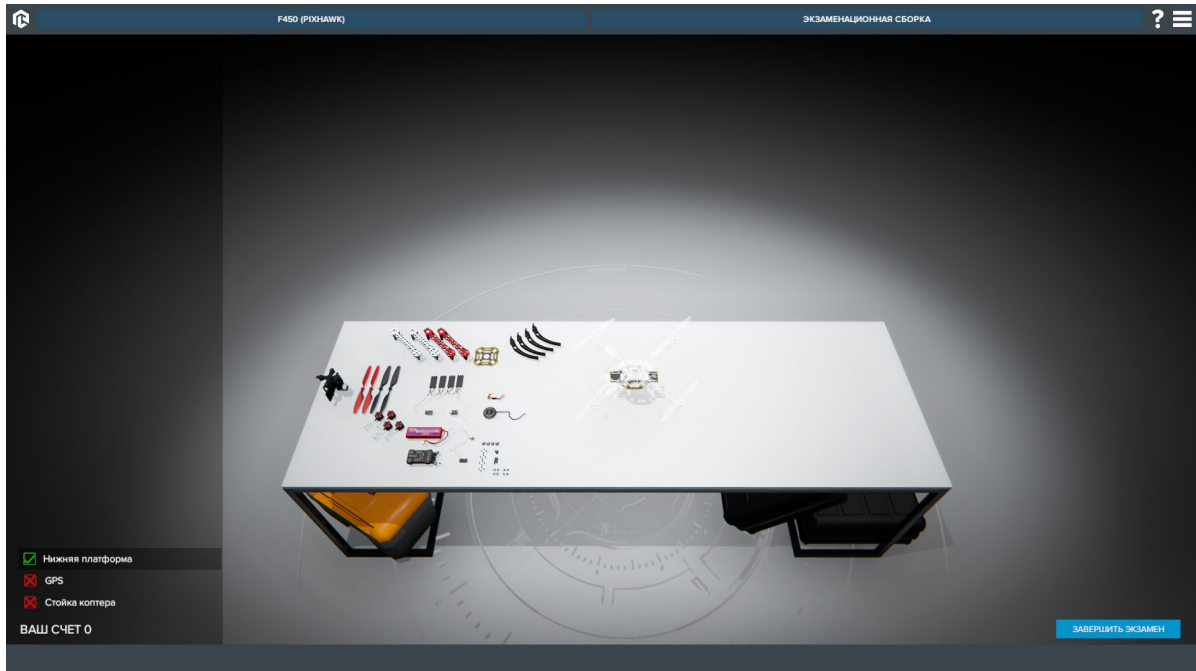 F450 (PIXHAWK)
ЭКЗАМЕНАЦИОННАЯ СБОРКА
?
Нижняя платформа
GPS
Стойка коптера
ВАШ СЧЕТ 0
ЗАВЕРШИТЬ ЭКЗАМЕН